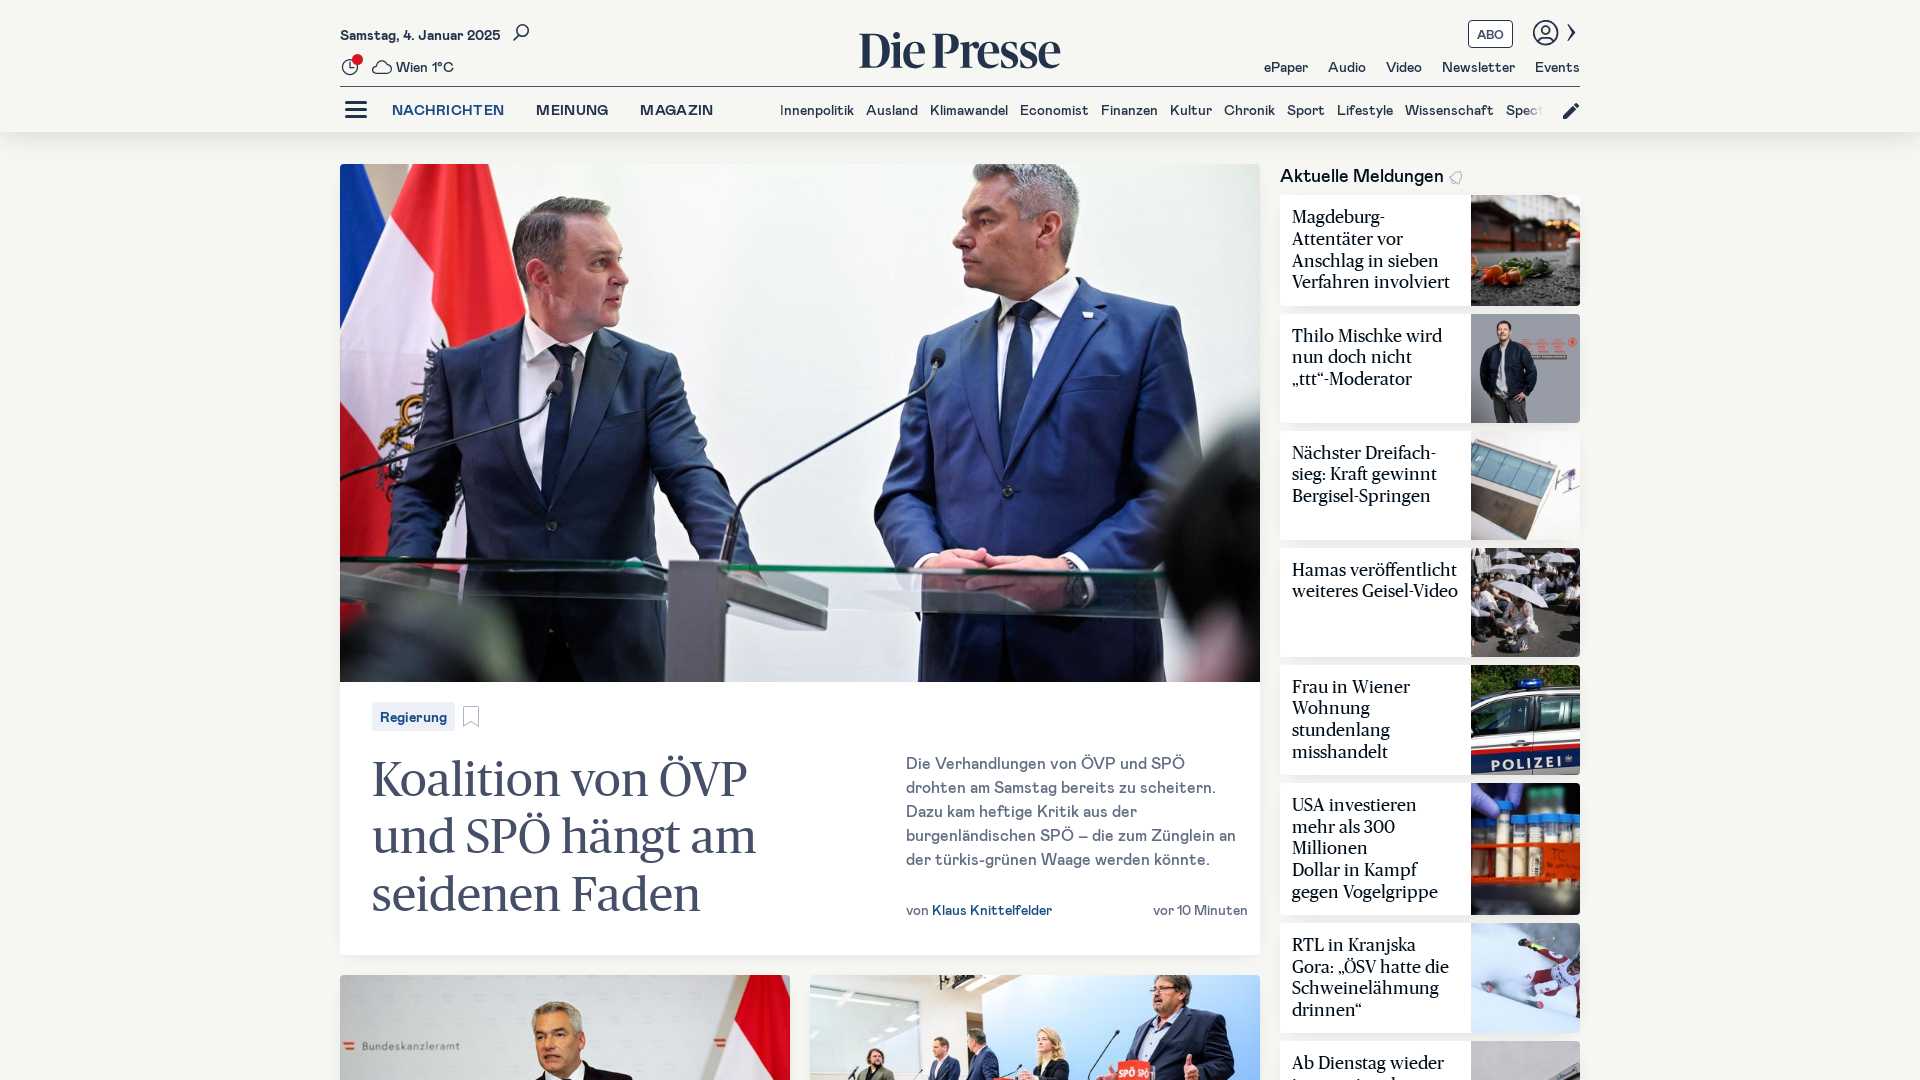 Samstag, 4. Januar 2025
Wien 1°C
Die Presse
ABO
ePaper Audio Video Newsletter Events
NACHRICHTEN MEINUNG MAGAZIN
Innenpolitik Ausland Klimawandel Economist Finanzen Kultur Chronik Sport Lifestyle Wissenschaft Spect
Regierung
Koalition von ÖVP
und SPÖ hängt am
seidenen Faden
Die Verhandlungen von ÖVP und SPÖ
drohten am Samstag bereits zu scheitern.
Dazu kam heftige Kritik aus der
burgenländischen SPÖ – die zum Zünglein an
der türkis-grünen Waage werden könnte.
von Klaus Knittelfelder
vor 10 Minuten
Bundeskanzleramt
SPÖ SPÖ
Aktuelle Meldungen
Magdeburg-
Attentäter vor
Anschlag in sieben
Verfahren involviert
Thilo Mischke wird
nun doch nicht
„ttt“-Moderator
Nächster Dreifach-
sieg: Kraft gewinnt
Bergisel-Springen
Hamas veröffentlicht
weiteres Geisel-Video
Frau in Wiener
Wohnung
stundenlang
misshandelt
POLIZEI
USA investieren
mehr als 300
Millionen
Dollar in Kampf
gegen Vogelgrippe
RTL in Kranjska
Gora: „ÖSV hatte die
Schweinelähmung
drinnen“
Ab Dienstag wieder